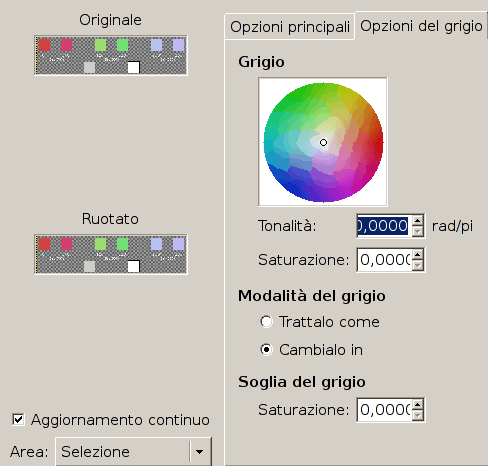 Originale
Ruotato
Aggiornamento continuo
Area: Selezione
Opzioni principali Opzioni del grigio
Grigio
Tonalità: 0,0000 rad/pi
Saturazione: 0,0000
Modalità del grigio
Trattalo come
Cambialo in
Soglia del grigio
Saturazione: 0,0000